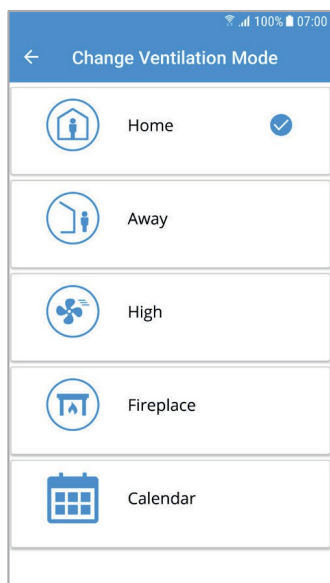 100% 07:00
Change Ventilation Mode
Home
Away
High
Fireplace
Calendar